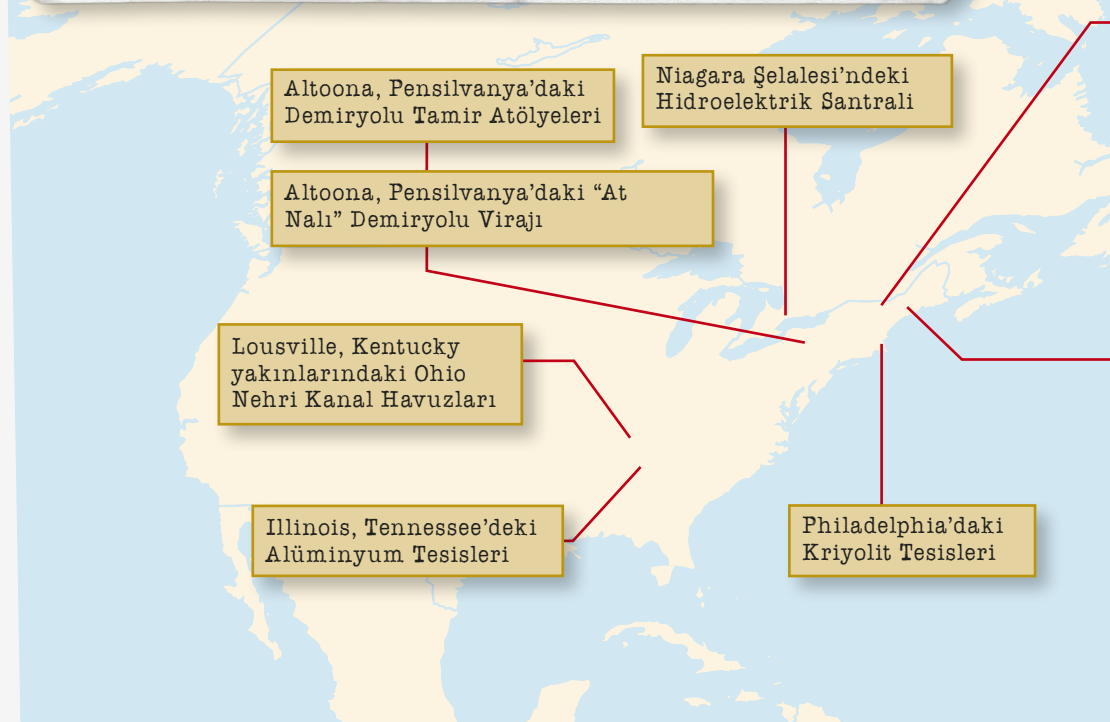 Altoona, Pensilvanya’daki
Demiryolu Tamir Atölyeleri
Niagara Şelalesi’ndeki
Hidroelektrik Santrali
Altoona, Pensilvanya’daki “At
Nalı” Demiryolu Virajı
Lousville, Kentucky
yakınlarındaki Ohio
Nehri Kanal Havuzları
Illinois, Tennessee’deki
Alüminyum Tesisleri
Philadelphia’daki
Kriyolit Tesisleri